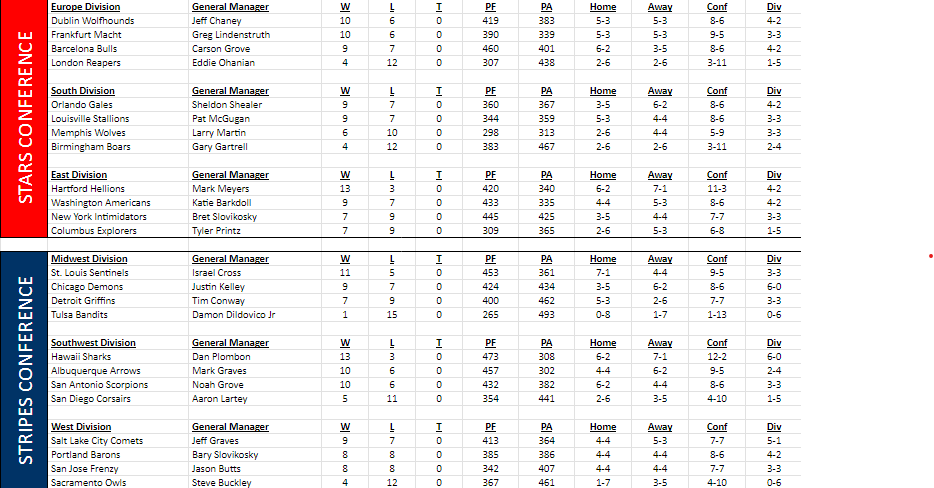 STARS CONFERENCE
Europe Division General Manager W L T PF PA Home Away Conf Div
Dublin Wolfhounds Jeff Chaney 10 6 0 419 383 5-3 5-3 8-6 4-2
Frankfurt Macht Greg Lindenstruth 10 6 0 390 339 5-3 5-3 9-5 3-3
Barcelona Bulls Carson Grove 9 7 0 460 401 6-2 3-5 8-6 4-2
London Reapers Eddie Ohanian 4 12 0 307 438 2-6 2-6 3-11 1-5
South Division General Manager W L T PF PA Home Away Conf Div
Orlando Gales Sheldon Shealer 9 7 0 360 367 3-5 6-2 8-6 4-2
Louisville Stallions Pat McGugan 9 7 0 344 359 5-3 4-4 8-6 3-3
Memphis Wolves Larry Martin 6 10 0 298 313 2-6 4-4 5-9 3-3
Birmingham Boars Gary Gartrell 4 12 0 383 467 2-6 2-6 3-11 2-4
East Division General Manager W L T PF PA Home Away Conf Div
Hartford Hellions Mark Meyers 13 3 0 420 340 6-2 7-1 11-3 4-2
Washington Americans Katie Barkdoll 9 7 0 433 335 4-4 5-3 8-6 4-2
New York Intimidators Bret Slovikosky 7 9 0 445 425 3-5 4-4 7-7 3-3
Columbus Explorers Tyler Printz 7 9 0 309 365 2-6 5-3 6-8 1-5
STRIPES CONFERENCE
Midwest Division General Manager W L T PF PA Home Away Conf Div
St. Louis Sentinels Israel Cross 11 5 0 453 361 7-1 4-4 9-5 3-3
Chicago Demons Justin Kelley 9 7 0 424 434 3-5 6-2 8-6 6-0
Detroit Griffins Tim Conway 7 9 0 400 462 5-3 2-6 7-7 3-3
Tulsa Bandits Damon Dildovico Jr 1 15 0 265 493 0-8 1-7 1-13 0-6
Southwest Division General Manager W L T PF PA Home Away Conf Div
Hawaii Sharks Dan Plombon 13 3 0 473 308 6-2 7-1 12-2 6-0
Albuquerque Arrows Mark Graves 10 6 0 457 302 4-4 6-2 9-5 2-4
San Antonio Scorpions Noah Grove 10 6 0 432 382 6-2 4-4 8-6 3-3
San Diego Corsairs Aaron Lartey 5 11 0 354 441 2-6 3-5 4-10 1-5
West Division General Manager W L T PF PA Home Away Conf Div
Salt Lake City Comets Jeff Graves 9 7 0 413 364 4-4 5-3 7-7 5-1
Portland Barons Bary Slovikosky 8 8 0 385 386 4-4 4-4 8-6 4-2
San Jose Frenzy Jason Butts 8 8 0 342 407 4-4 4-4 7-7 3-3
Sacramento Owls Steve Buckley 4 12 0 367 461 1-7 3-5 4-10 0-6